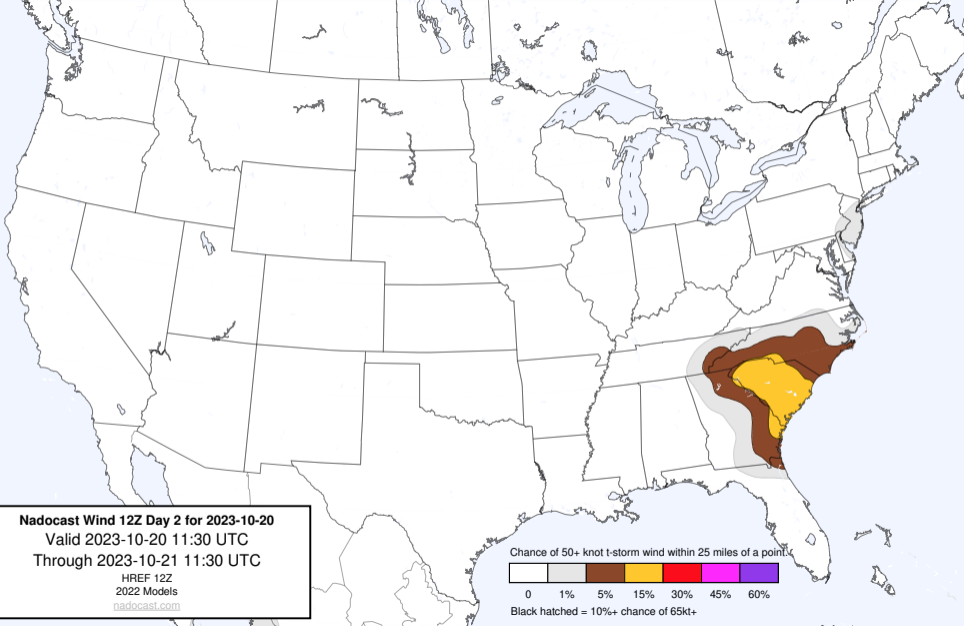 Nadocast Wind 12Z Day 2 for 2023-10-20
Valid 2023-10-20 11:30 UTC
Through 2023-10-21 11:30 UTC
HREF 12Z
2022 Models
nadocast.com
Chance of 50+ knot t-storm wind within 25 miles of a point.
0 1% 5% 15% 30% 45% 60%
Black hatched = 10%+ chance of 65kt+